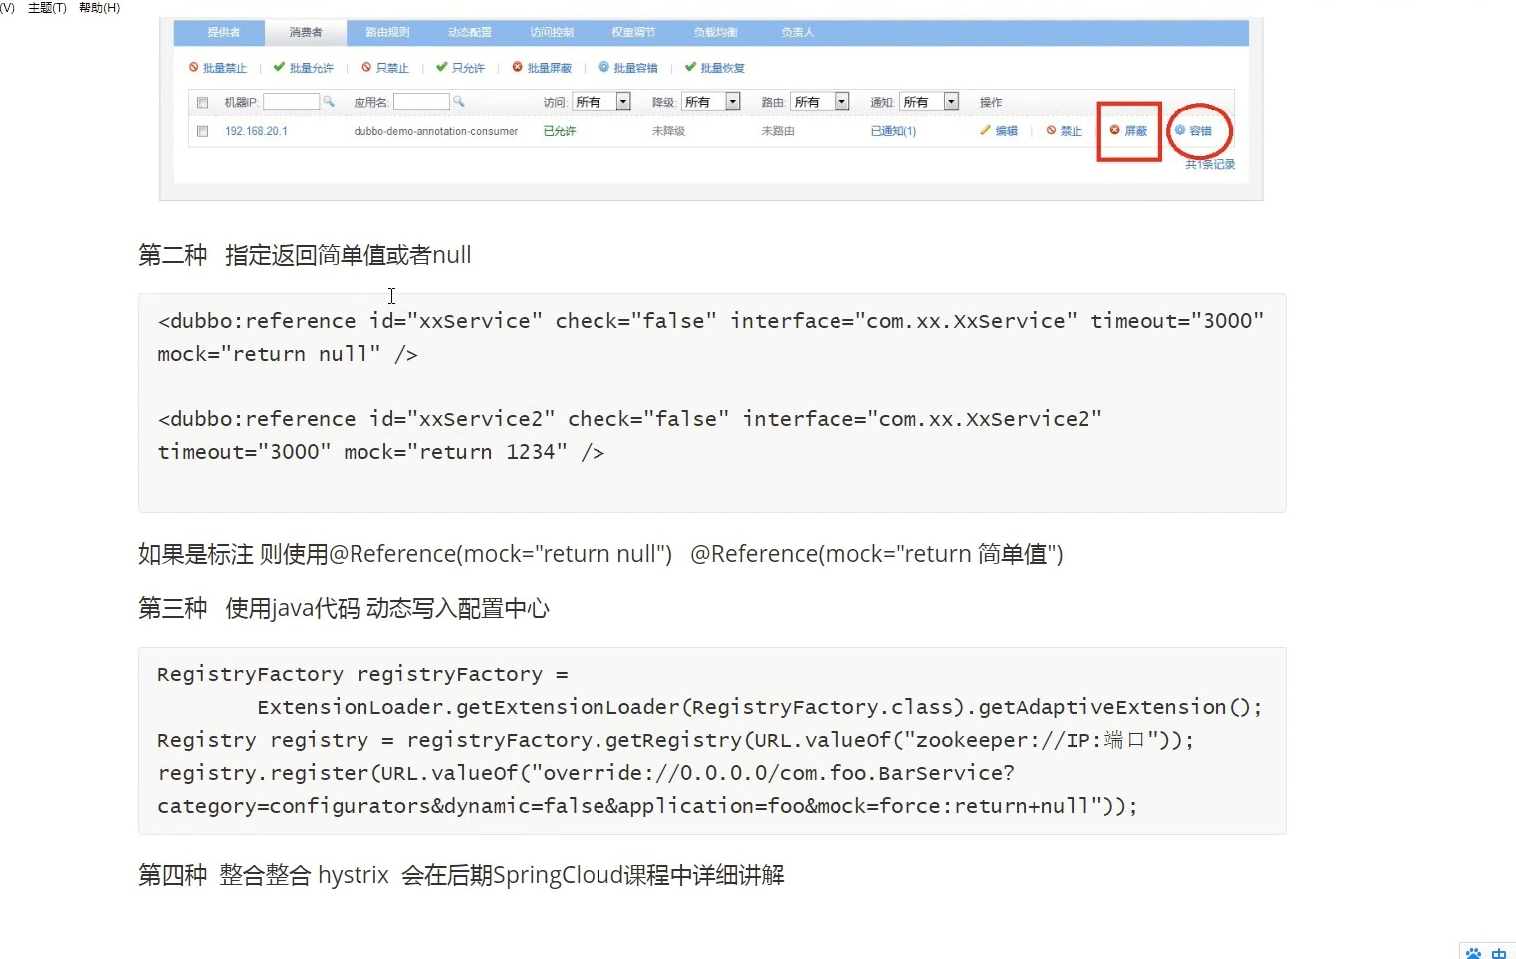 (V) 主题(T) 帮助(H)
提供者 消费者 路由规则 动态配置 访问控制 权重调节 负载均衡 负责人
批量禁止 | 批量允许 | 只禁止 | 只允许 | 批量屏蔽 | 批量容错 | 批量恢复
机器IP: 应用名: 访问: 所有 降级: 所有 路由: 所有 通知: 所有 操作
192.168.20.1 dubbo-demo-annotation-consumer 已允许 未降级 未路由 已通知(1) 编辑 | 禁止 屏蔽 容错
共1条记录
第二种 指定返回简单值或者null
<dubbo:reference id="xxService" check="false" interface="com.xx.XxService" timeout="3000"
mock="return null" />
<dubbo:reference id="xxService2" check="false" interface="com.xx.XxService2"
timeout="3000" mock="return 1234" />
如果是标注 则使用@Reference(mock="return null") @Reference(mock="return 简单值")
第三种 使用java代码 动态写入配置中心
RegistryFactory registryFactory =
ExtensionLoader.getExtensionLoader(RegistryFactory.class).getAdaptiveExtension();
Registry registry = registryFactory.getRegistry(URL.valueOf("zookeeper://IP:端口"));
registry.register(URL.valueOf("override://0.0.0.0/com.foo.BarService?
category=configurators&dynamic=false&application=foo&mock=force:return+null"));
第四种 整合整合 hystrix 会在后期SpringCloud课程中详细讲解
中